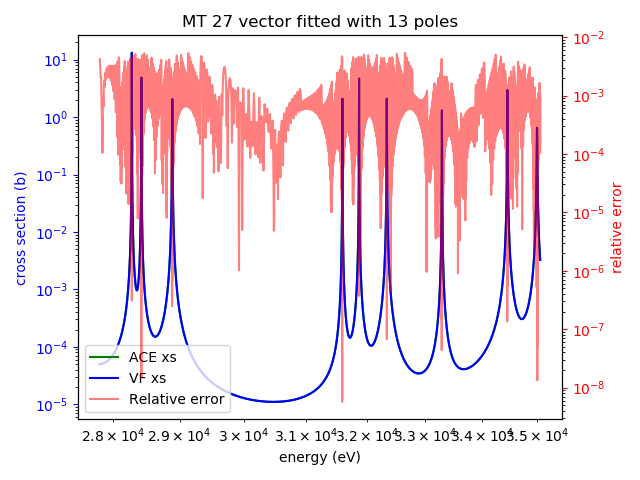 MT 27 vector fitted with 13 poles
10¹
10⁰
10⁻¹
10⁻²
10⁻³
10⁻⁴
10⁻⁵
cross section (b)
10⁻²
10⁻³
10⁻⁴
10⁻⁵
10⁻⁶
10⁻⁷
10⁻⁸
relative error
ACE xs
VF xs
Relative error
2.8 × 10⁴ 2.9 × 10⁴ 3 × 10⁴ 3.1 × 10⁴ 3.2 × 10⁴ 3.3 × 10⁴ 3.4 × 10⁴ 3.5 × 10⁴
energy (eV)